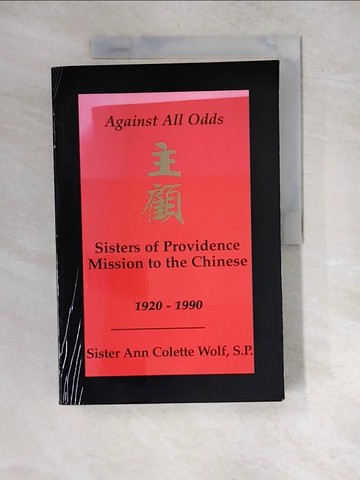 Against All Odds
主
顧
Sisters of Providence
Mission to the Chinese
1920 - 1990
Sister Ann Colette Wolf, S.P.